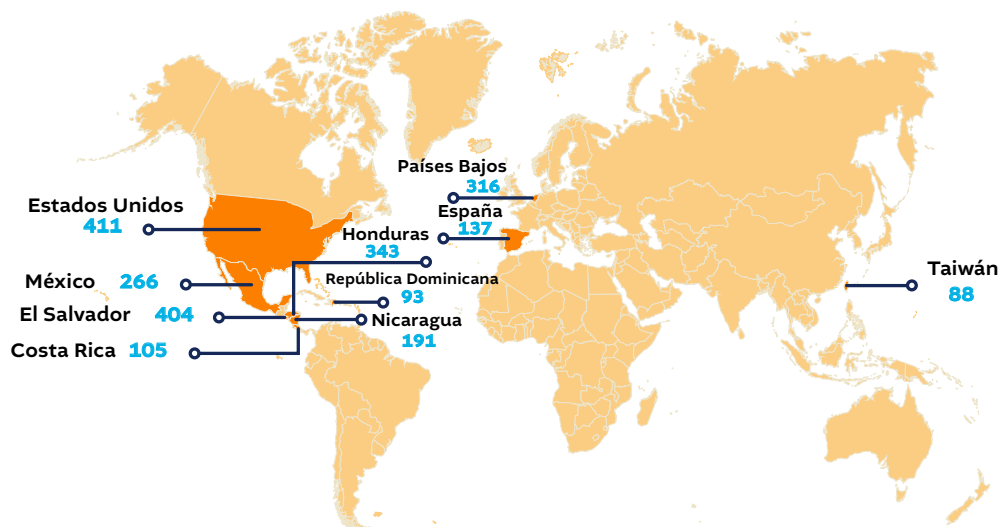 Países Bajos
316
Estados Unidos
411
España
137
Honduras
343
México 266
República Dominicana
93
Taiwán
88
El Salvador 404
Nicaragua
191
Costa Rica 105